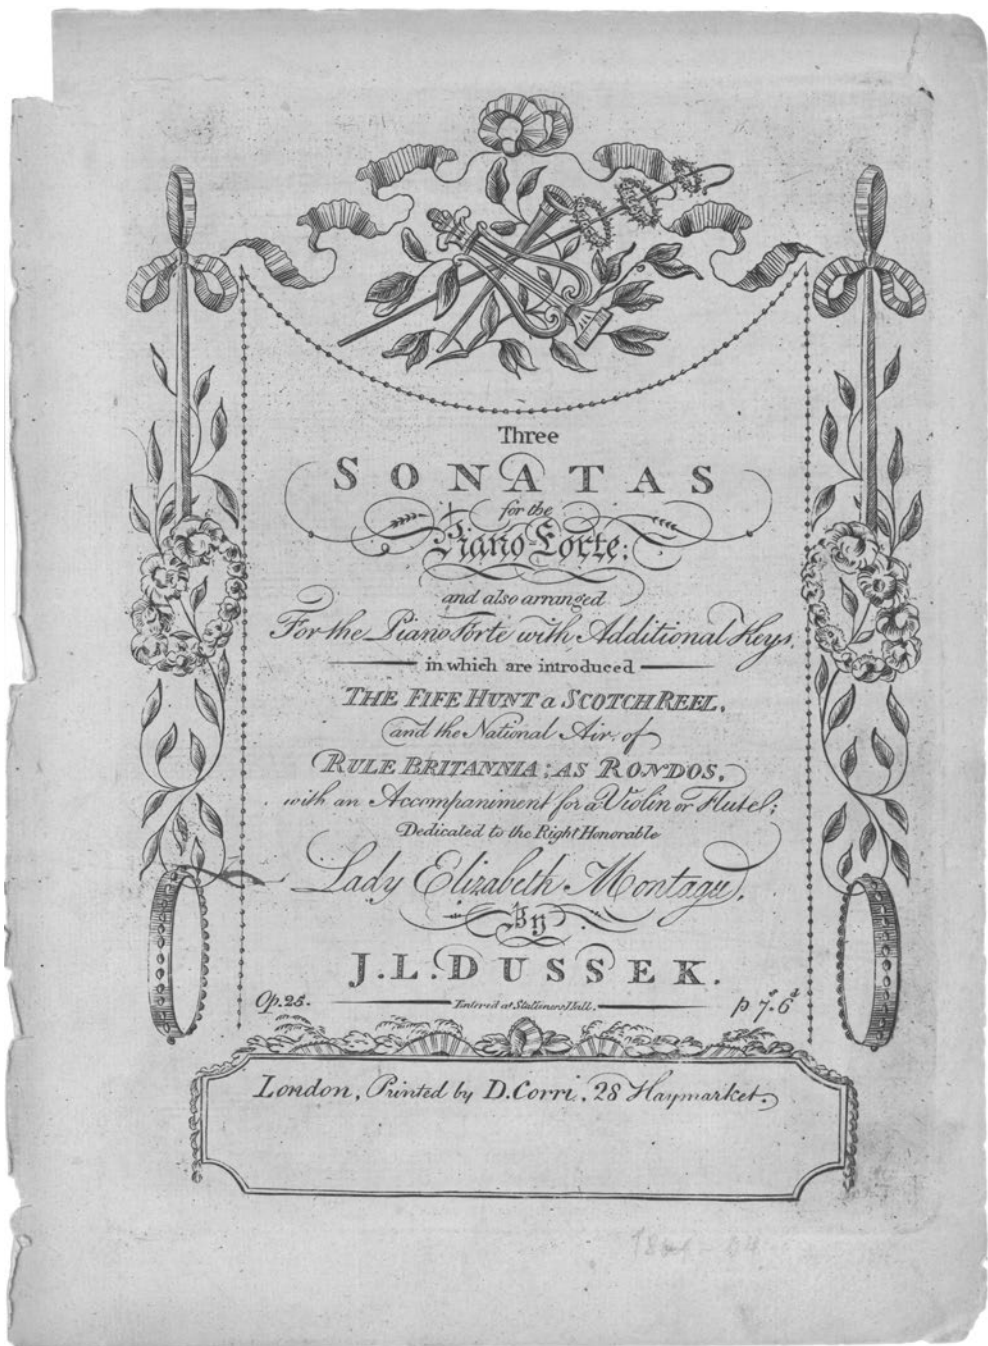 Three
SONATAS
for the
Piano-Forte;
and also arranged
For the Piano Forte with Additional Keys.
in which are introduced
THE FIFE HUNT a SCOTCH REEL,
and the National Air, of
RULE BRITANNIA; AS RONDOS,
with an Accompaniment for a Violin or Flute;
Dedicated to the Right Honorable
Lady Elizabeth Montagu,
By
J.L.DUSSEK.
Op.25. Entered at Stationers Hall. p 7s.6d
London, Printed by D.Corri, 28 Haymarket.